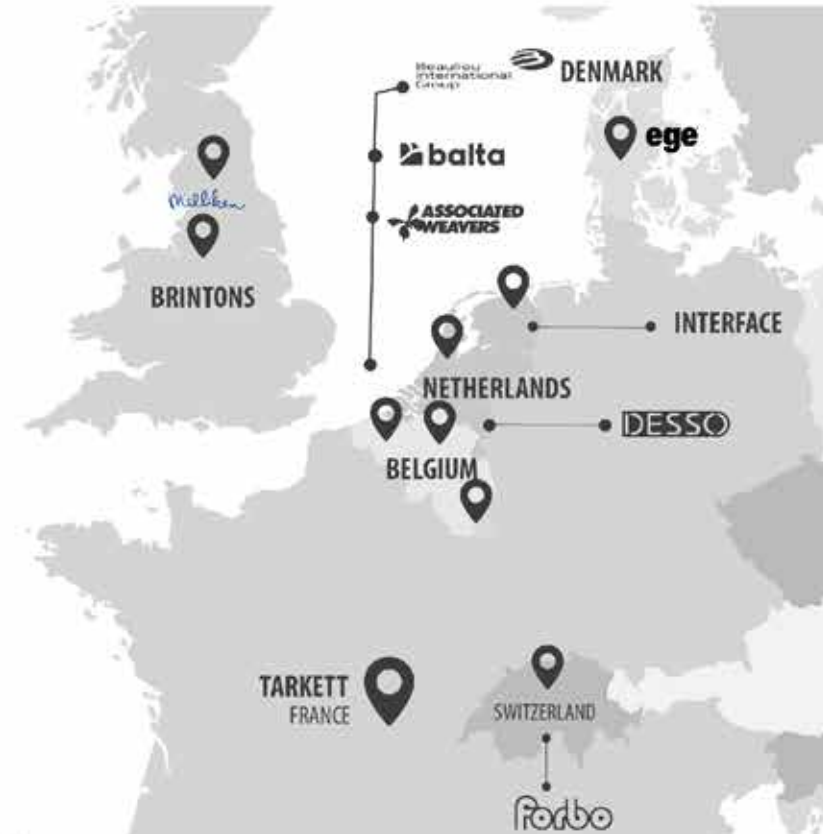 Beaulieu
International
Group
DENMARK
ege
balta
Milliken
ASSOCIATED
WEAVERS
BRINTONS
INTERFACE
NETHERLANDS
DESSO
BELGIUM
TARKETT
FRANCE
SWITZERLAND
forbo